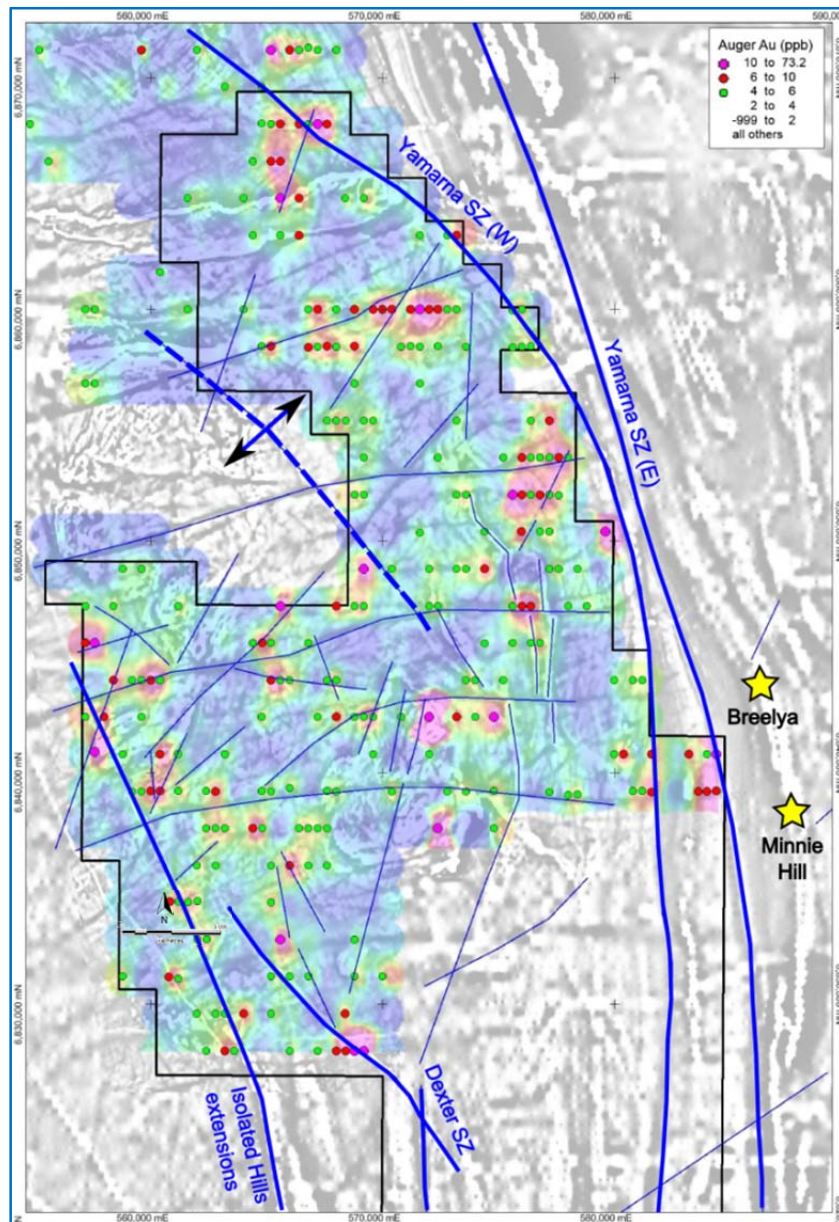 560,000 mE
570,000 mE
580,000 mE
590,0
Auger Au (ppb)
10 to 73.2
6 to 10
4 to 6
2 to 4
-999 to 2
all others
6,870,000 mN
Yamarna SZ (W)
6,860,000 mN
Yamarna SZ (E)
6,850,000 mN
Breelya
6,840,000 mN
Minnie
Hill
N
6,830,000 mN
Isolated Hills
extensions
Dexter SZ
N
560,000 mE
570,000 mE
580,000 mE